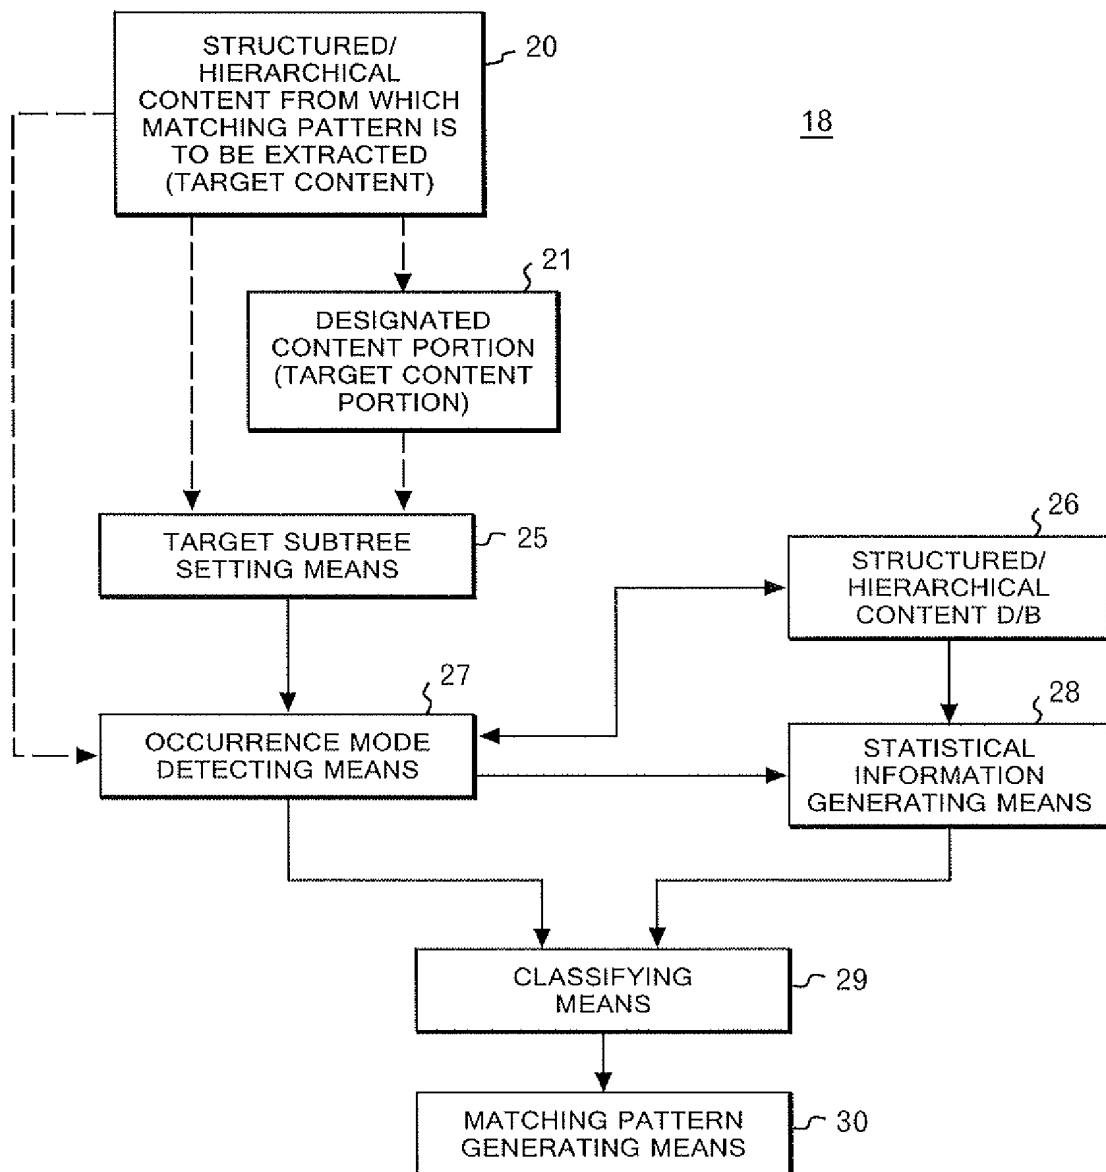 STRUCTURED/
HIERARCHICAL
CONTENT FROM WHICH
MATCHING PATTERN IS
TO BE EXTRACTED
(TARGET CONTENT)
20
18
21
DESIGNATED
CONTENT PORTION
(TARGET CONTENT
PORTION)
TARGET SUBTREE
SETTING MEANS
25
26
STRUCTURED/
HIERARCHICAL
CONTENT D/B
27
OCCURRENCE MODE
DETECTING MEANS
28
STATISTICAL
INFORMATION
GENERATING MEANS
CLASSIFYING
MEANS
29
MATCHING PATTERN
GENERATING MEANS
30